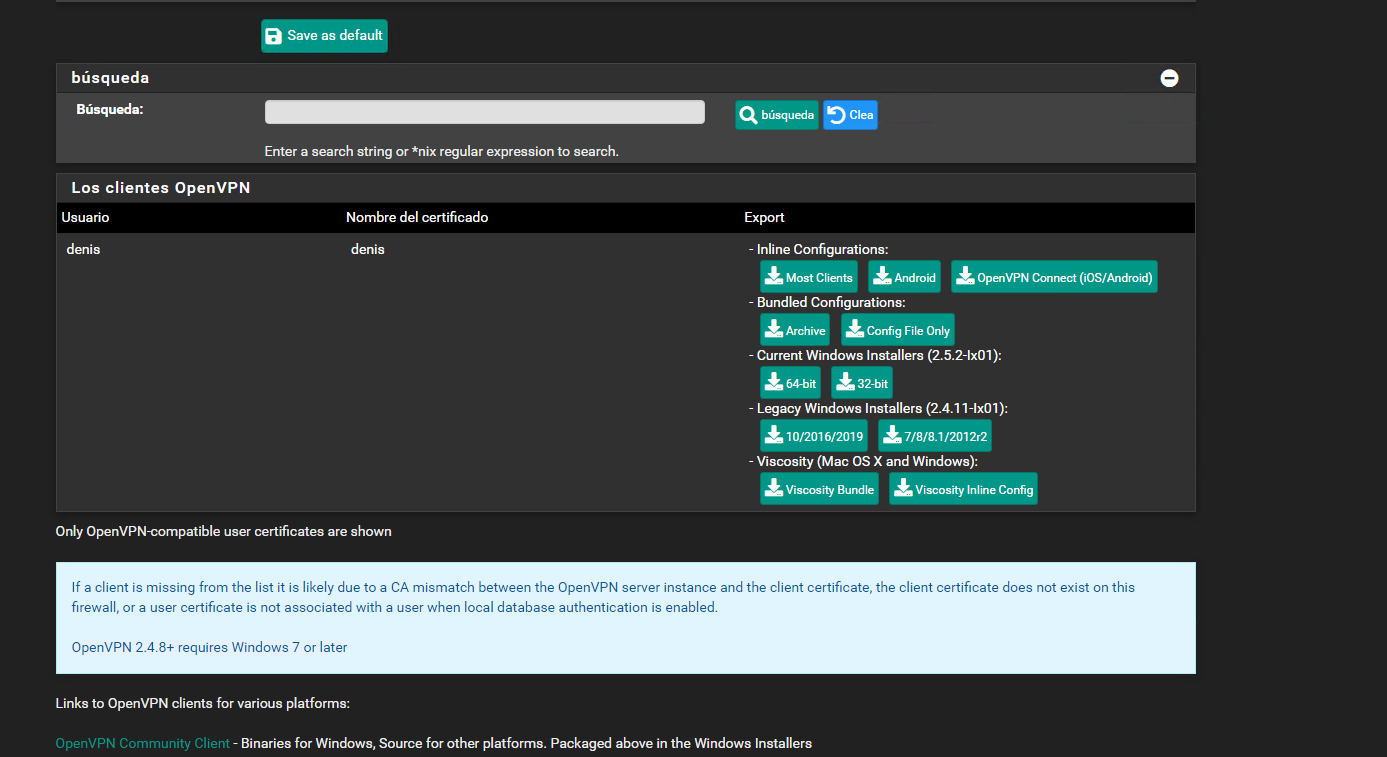 Save as default
búsqueda
Búsqueda:
búsqueda Clea
Enter a search string or *nix regular expression to search.
Los clientes OpenVPN
Usuario Nombre del certificado Export
denis denis - Inline Configurations:
Most Clients Android OpenVPN Connect (iOS/Android)
- Bundled Configurations:
Archive Config File Only
- Current Windows Installers (2.5.2-Ix01):
64-bit 32-bit
- Legacy Windows Installers (2.4.11-Ix01):
10/2016/2019 7/8/8.1/2012r2
- Viscosity (Mac OS X and Windows):
Viscosity Bundle Viscosity Inline Config
Only OpenVPN-compatible user certificates are shown
If a client is missing from the list it is likely due to a CA mismatch between the OpenVPN server instance and the client certificate, the client certificate does not exist on this
firewall, or a user certificate is not associated with a user when local database authentication is enabled.
OpenVPN 2.4.8+ requires Windows 7 or later
Links to OpenVPN clients for various platforms:
OpenVPN Community Client - Binaries for Windows, Source for other platforms. Packaged above in the Windows Installers